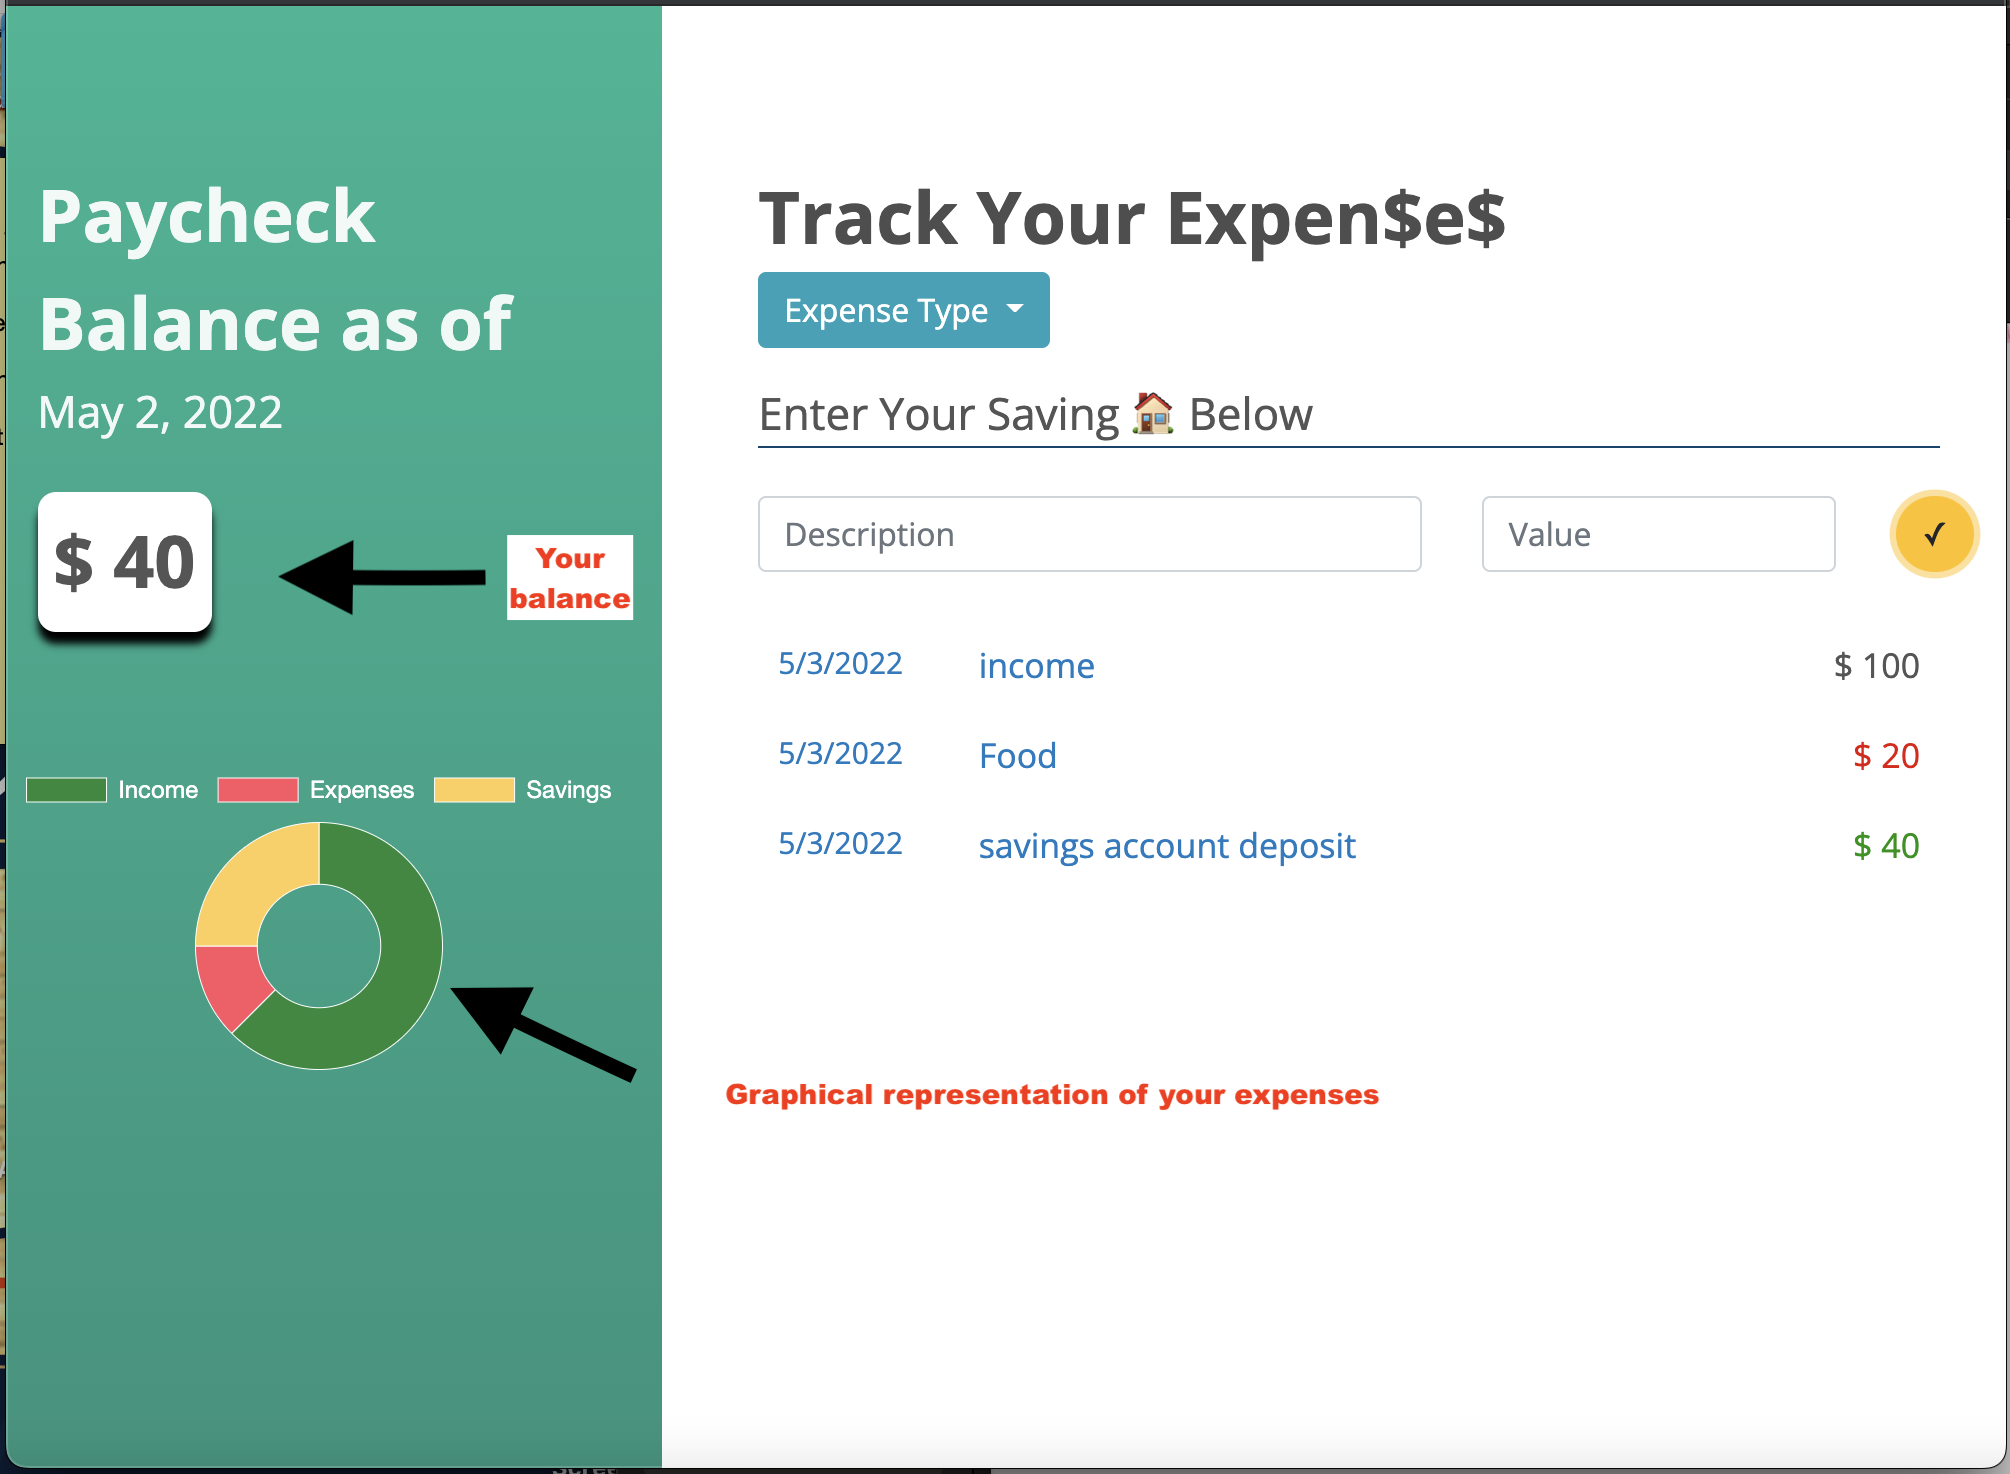 Paycheck
Balance as of
May 2, 2022
$ 40
Your
balance
Income Expenses Savings
Track Your Expen$e$
Expense Type
Enter Your Saving 🏠 Below
Description Value ✓
5/3/2022 income $ 100
5/3/2022 Food $ 20
5/3/2022 savings account deposit $ 40
Graphical representation of your expenses